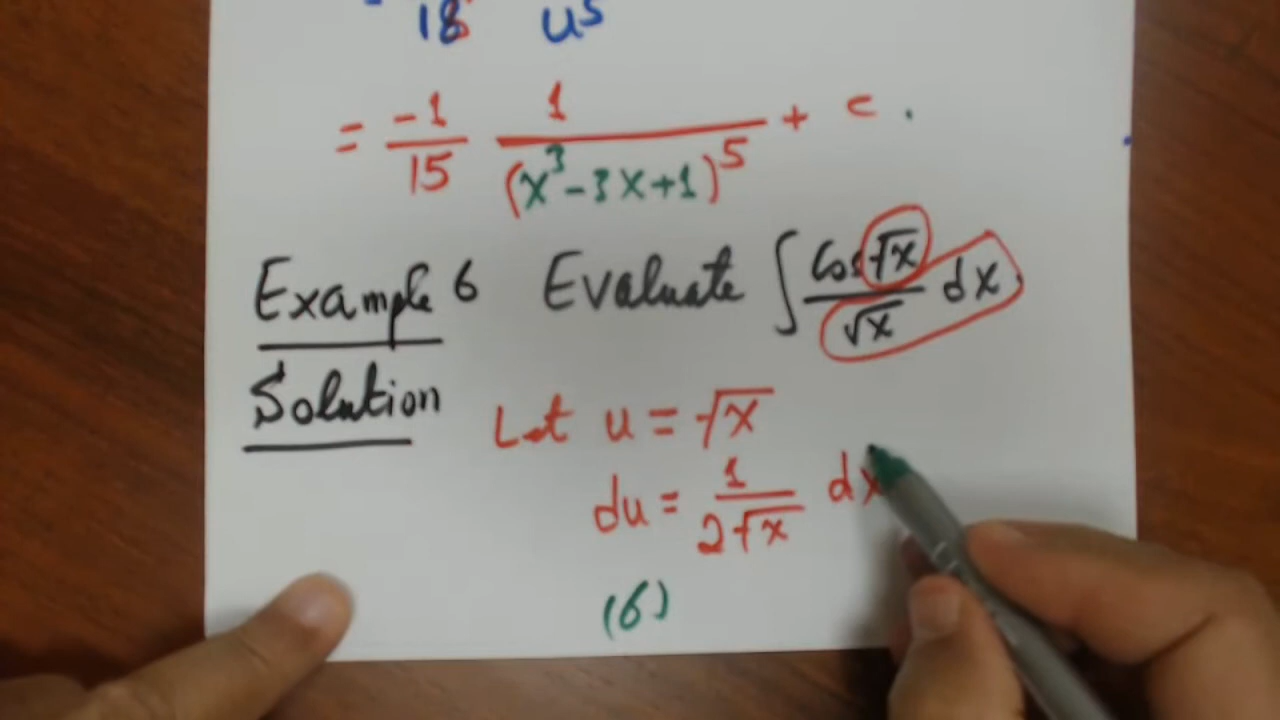 18 u⁵
= -1/15 1/(x³-3x+1)⁵ + c .
Example 6 Evaluate ∫ Cos√x/√x dx.
Solution
Let u = √x
du = 1/(2√x) dx
(6)